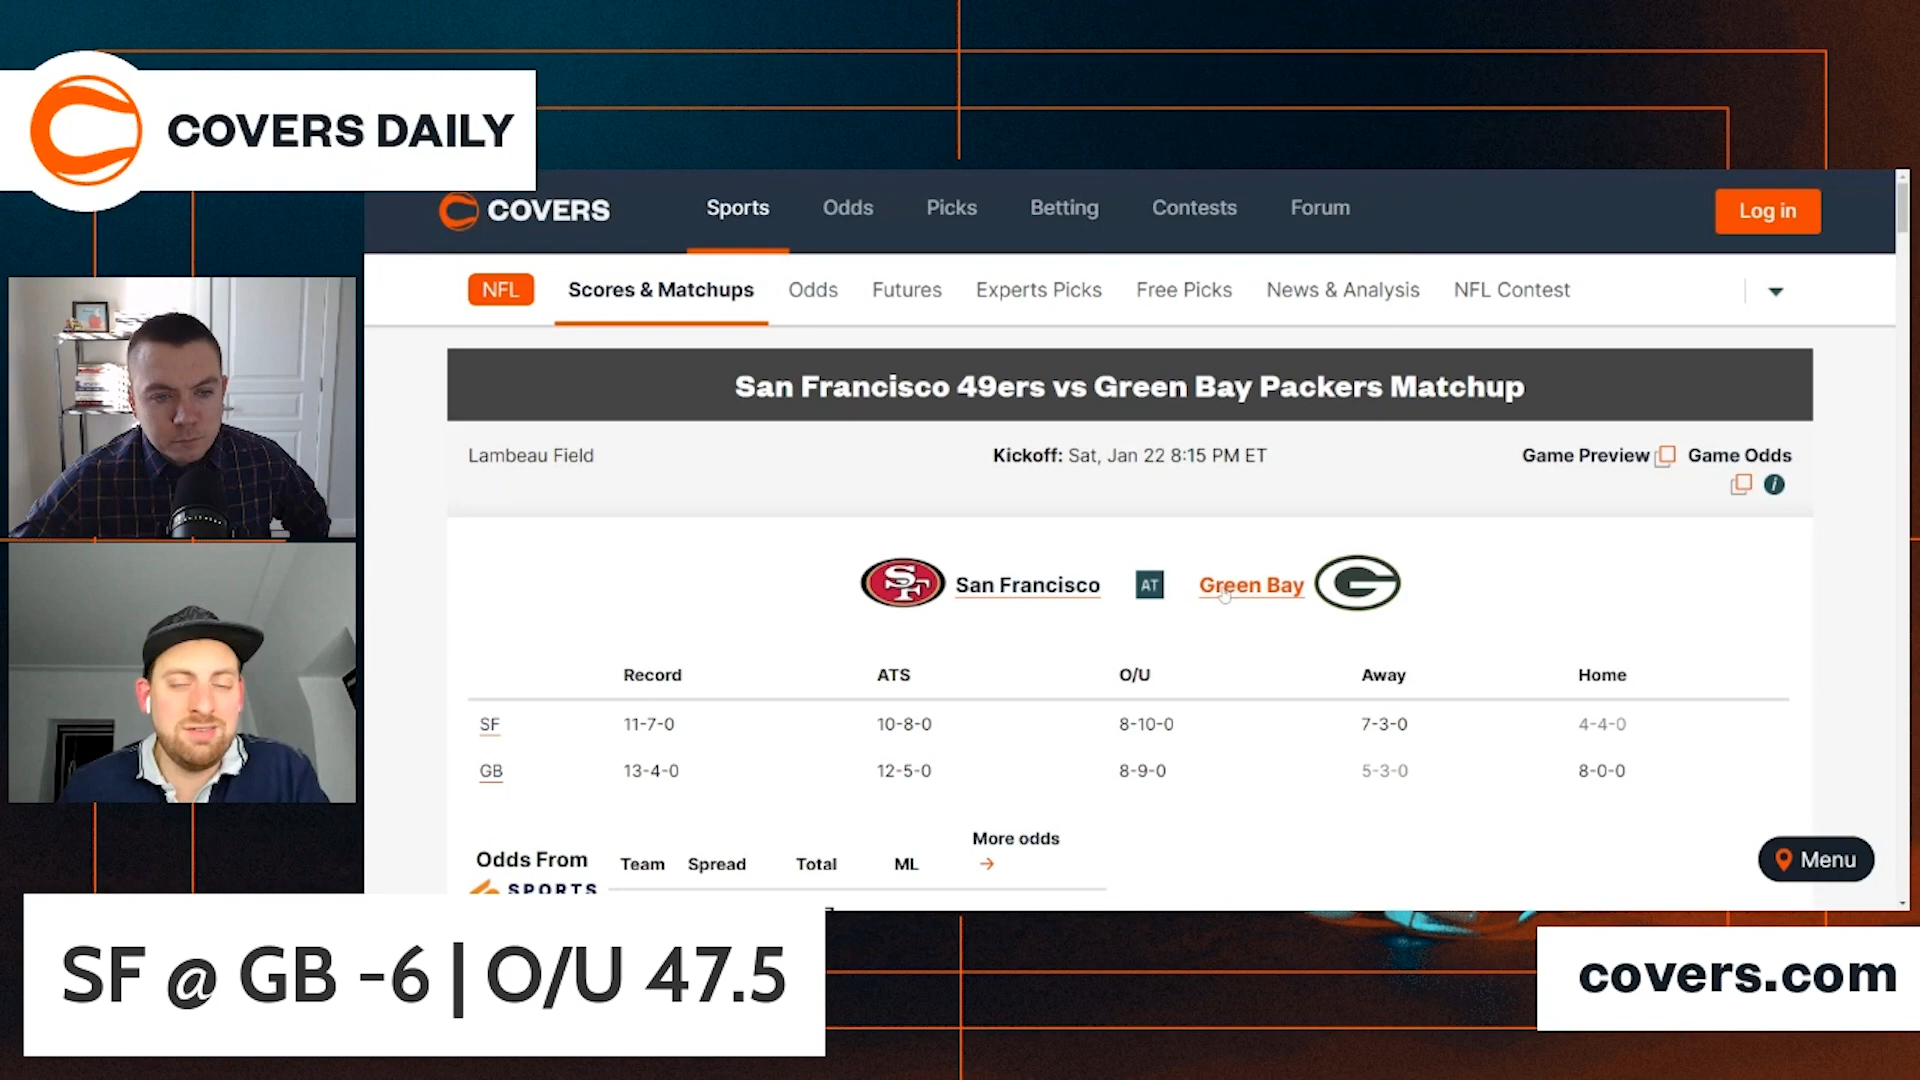 COVERS DAILY
COVERS
Sports Odds Picks Betting Contests Forum
Log in
NFL Scores & Matchups Odds Futures Experts Picks Free Picks News & Analysis NFL Contest
San Francisco 49ers vs Green Bay Packers Matchup
Lambeau Field Kickoff: Sat, Jan 22 8:15 PM ET Game Preview Game Odds
i
SF San Francisco AT Green Bay G
Record ATS O/U Away Home
SF 11-7-0 10-8-0 8-10-0 7-3-0 4-4-0
GB 13-4-0 12-5-0 8-9-0 5-3-0 8-0-0
More odds
Odds From Team Spread Total ML
SPORTS
Menu
SF @ GB -6 | O/U 47.5
covers.com